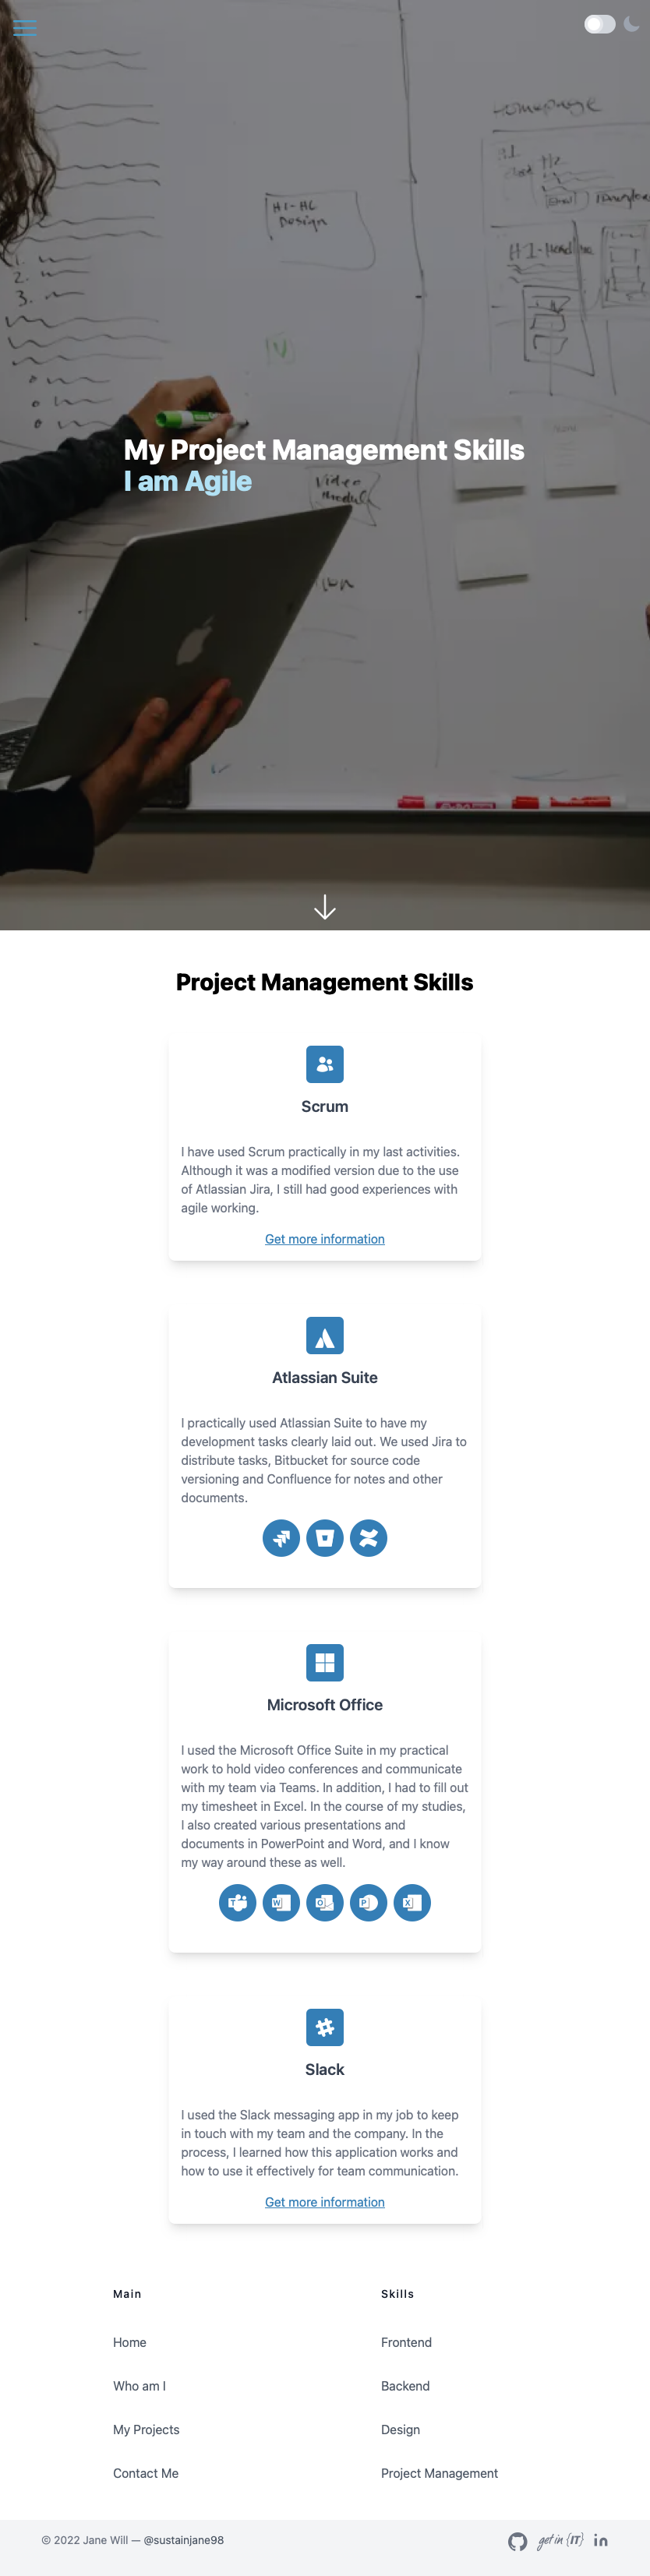 Homepage
H1-HG
Design
H1-Headline
My Project Management Skills
I am Agile
Video
Module
Project Management Skills
Scrum
I have used Scrum practically in my last activities.
Although it was a modified version due to the use
of Atlassian Jira, I still had good experiences with
agile working.
Get more information
Atlassian Suite
I practically used Atlassian Suite to have my
development tasks clearly laid out. We used Jira to
distribute tasks, Bitbucket for source code
versioning and Confluence for notes and other
documents.
Microsoft Office
I used the Microsoft Office Suite in my practical
work to hold video conferences and communicate
with my team via Teams. In addition, I had to fill out
my timesheet in Excel. In the course of my studies,
I also created various presentations and
documents in PowerPoint and Word, and I know
my way around these as well.
T W O P X
Slack
I used the Slack messaging app in my job to keep
in touch with my team and the company. In the
process, I learned how this application works and
how to use it effectively for team communication.
Get more information
Main
Home
Who am I
My Projects
Contact Me
Skills
Frontend
Backend
Design
Project Management
© 2022 Jane Will — @sustainjane98
get in {IT}
in